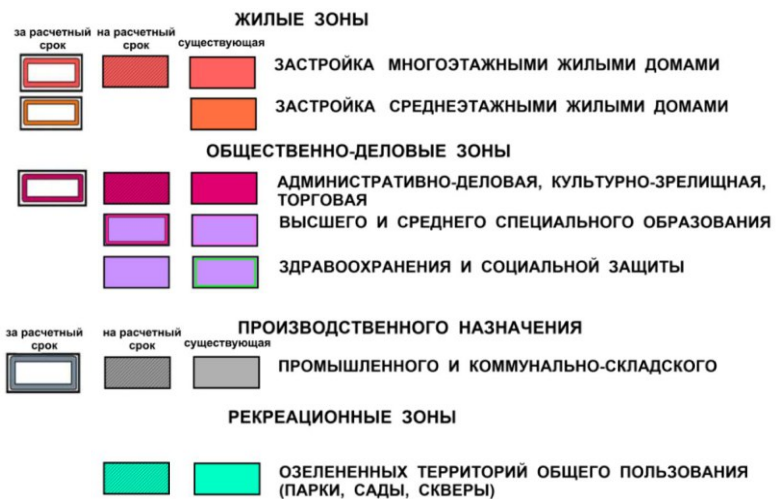 ЖИЛЫЕ ЗОНЫ
за расчетный срок
на расчетный срок
существующая
ЗАСТРОЙКА МНОГОЭТАЖНЫМИ ЖИЛЫМИ ДОМАМИ
ЗАСТРОЙКА СРЕДНЕЭТАЖНЫМИ ЖИЛЫМИ ДОМАМИ
ОБЩЕСТВЕННО-ДЕЛОВЫЕ ЗОНЫ
АДМИНИСТРАТИВНО-ДЕЛОВАЯ, КУЛЬТУРНО-ЗРЕЛИЩНАЯ,
ТОРГОВАЯ
ВЫСШЕГО И СРЕДНЕГО СПЕЦИАЛЬНОГО ОБРАЗОВАНИЯ
ЗДРАВООХРАНЕНИЯ И СОЦИАЛЬНОЙ ЗАЩИТЫ
ПРОИЗВОДСТВЕННОГО НАЗНАЧЕНИЯ
за расчетный срок
на расчетный срок
существующая
ПРОМЫШЛЕННОГО И КОММУНАЛЬНО-СКЛАДСКОГО
РЕКРЕАЦИОННЫЕ ЗОНЫ
ОЗЕЛЕНЕННЫХ ТЕРРИТОРИЙ ОБЩЕГО ПОЛЬЗОВАНИЯ
(ПАРКИ, САДЫ, СКВЕРЫ)